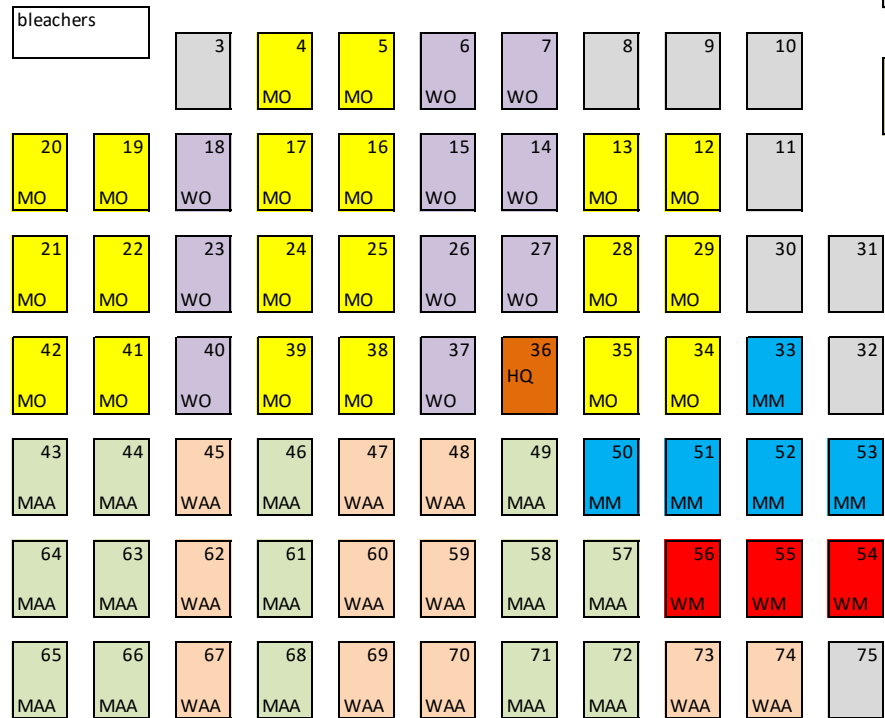 bleachers
3 4 5 6 7 8 9 10
MO MO WO WO
20 19 18 17 16 15 14 13 12 11
MO MO WO MO MO WO WO MO MO
21 22 23 24 25 26 27 28 29 30 31
MO MO WO MO MO WO WO MO MO
42 41 40 39 38 37 36 35 34 33 32
HQ
MO MO WO MO MO WO MO MO MM
43 44 45 46 47 48 49 50 51 52 53
MAA MAA WAA MAA WAA WAA MAA MM MM MM MM
64 63 62 61 60 59 58 57 56 55 54
MAA MAA WAA MAA WAA WAA MAA MAA WM WM WM
65 66 67 68 69 70 71 72 73 74 75
MAA MAA WAA MAA WAA WAA MAA MAA WAA WAA